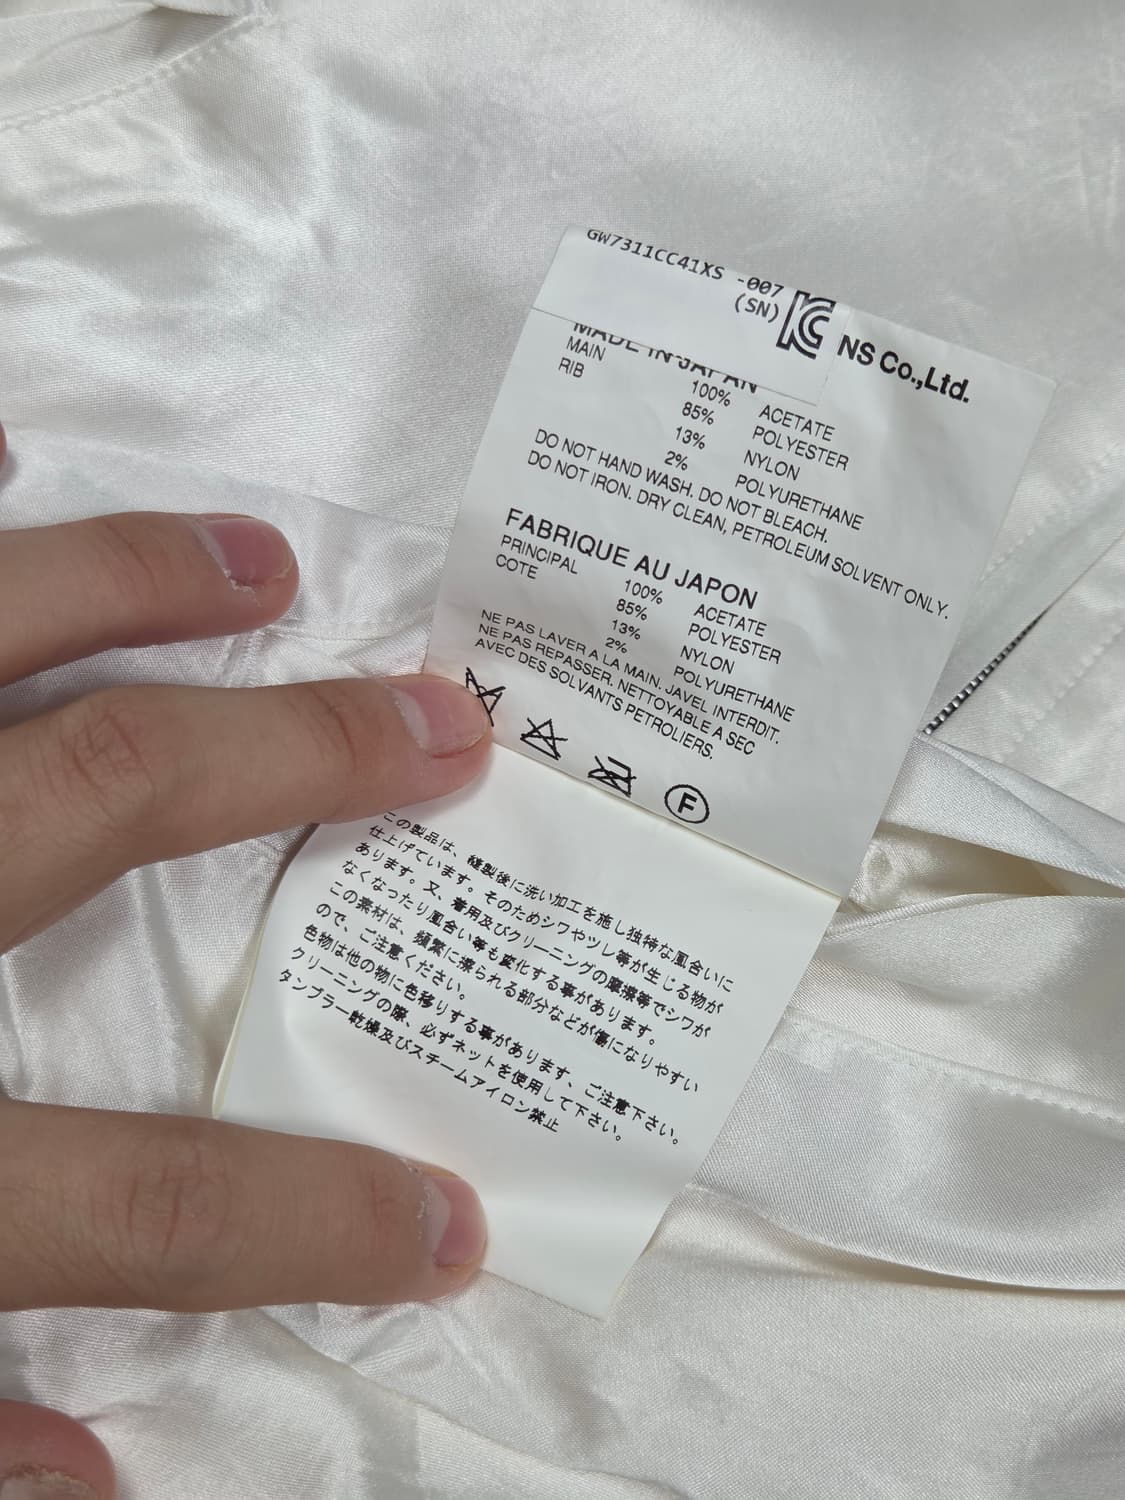 GW7311CC41XS -007
(SN)
NS Co.,Ltd.
MADE IN JAPAN
MAIN 100% ACETATE
RIB 85% POLYESTER
13% NYLON
2% POLYURETHANE
DO NOT HAND WASH. DO NOT BLEACH.
DO NOT IRON. DRY CLEAN, PETROLEUM SOLVENT ONLY.
FABRIQUE AU JAPON
PRINCIPAL 100% ACETATE
COTE 85% POLYESTER
13% NYLON
2% POLYURETHANE
NE PAS LAVER A LA MAIN. JAVEL INTERDIT.
NE PAS REPASSER. NETTOYABLE A SEC
AVEC DES SOLVANTS PETROLIERS.
F
この製品は、縫製後に洗い加工を施し独特な風合いに
仕上げています。そのためシワやツレ等が生じる物が
あります。又、着用及びクリーニングの摩擦等でシワが
なくなったり風合い等も変化する事があります。
この素材は、頻繁に擦られる部分などが傷になりやすい
ので、ご注意ください。
色物は他の物に色移りする事があります、ご注意下さい。
クリーニングの際、必ずネットを使用して下さい。
タンブラー乾燥及びスチームアイロン禁止